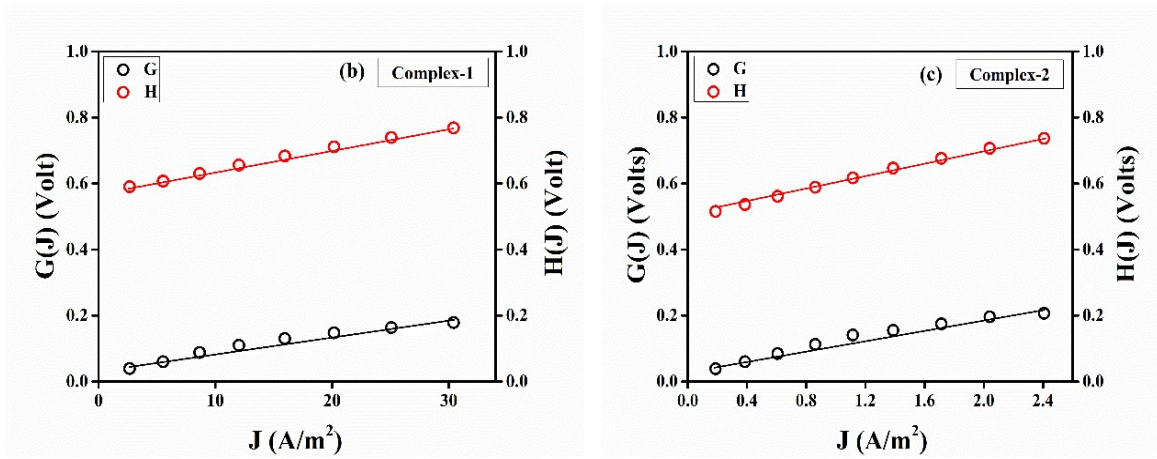 1.0
0.8
0.6
0.4
0.2
0.0
G(J) (Volt)
G
H
(b)
Complex-1
1.0
0.8
0.6
0.4
0.2
0.0
H(J) (Volt)
0 10 20 30
J (A/m²)
1.0
0.8
0.6
0.4
0.2
0.0
G(J) (Volts)
G
H
(c)
Complex-2
1.0
0.8
0.6
0.4
0.2
0.0
H(J) (Volts)
0.0 0.4 0.8 1.2 1.6 2.0 2.4
J (A/m²)